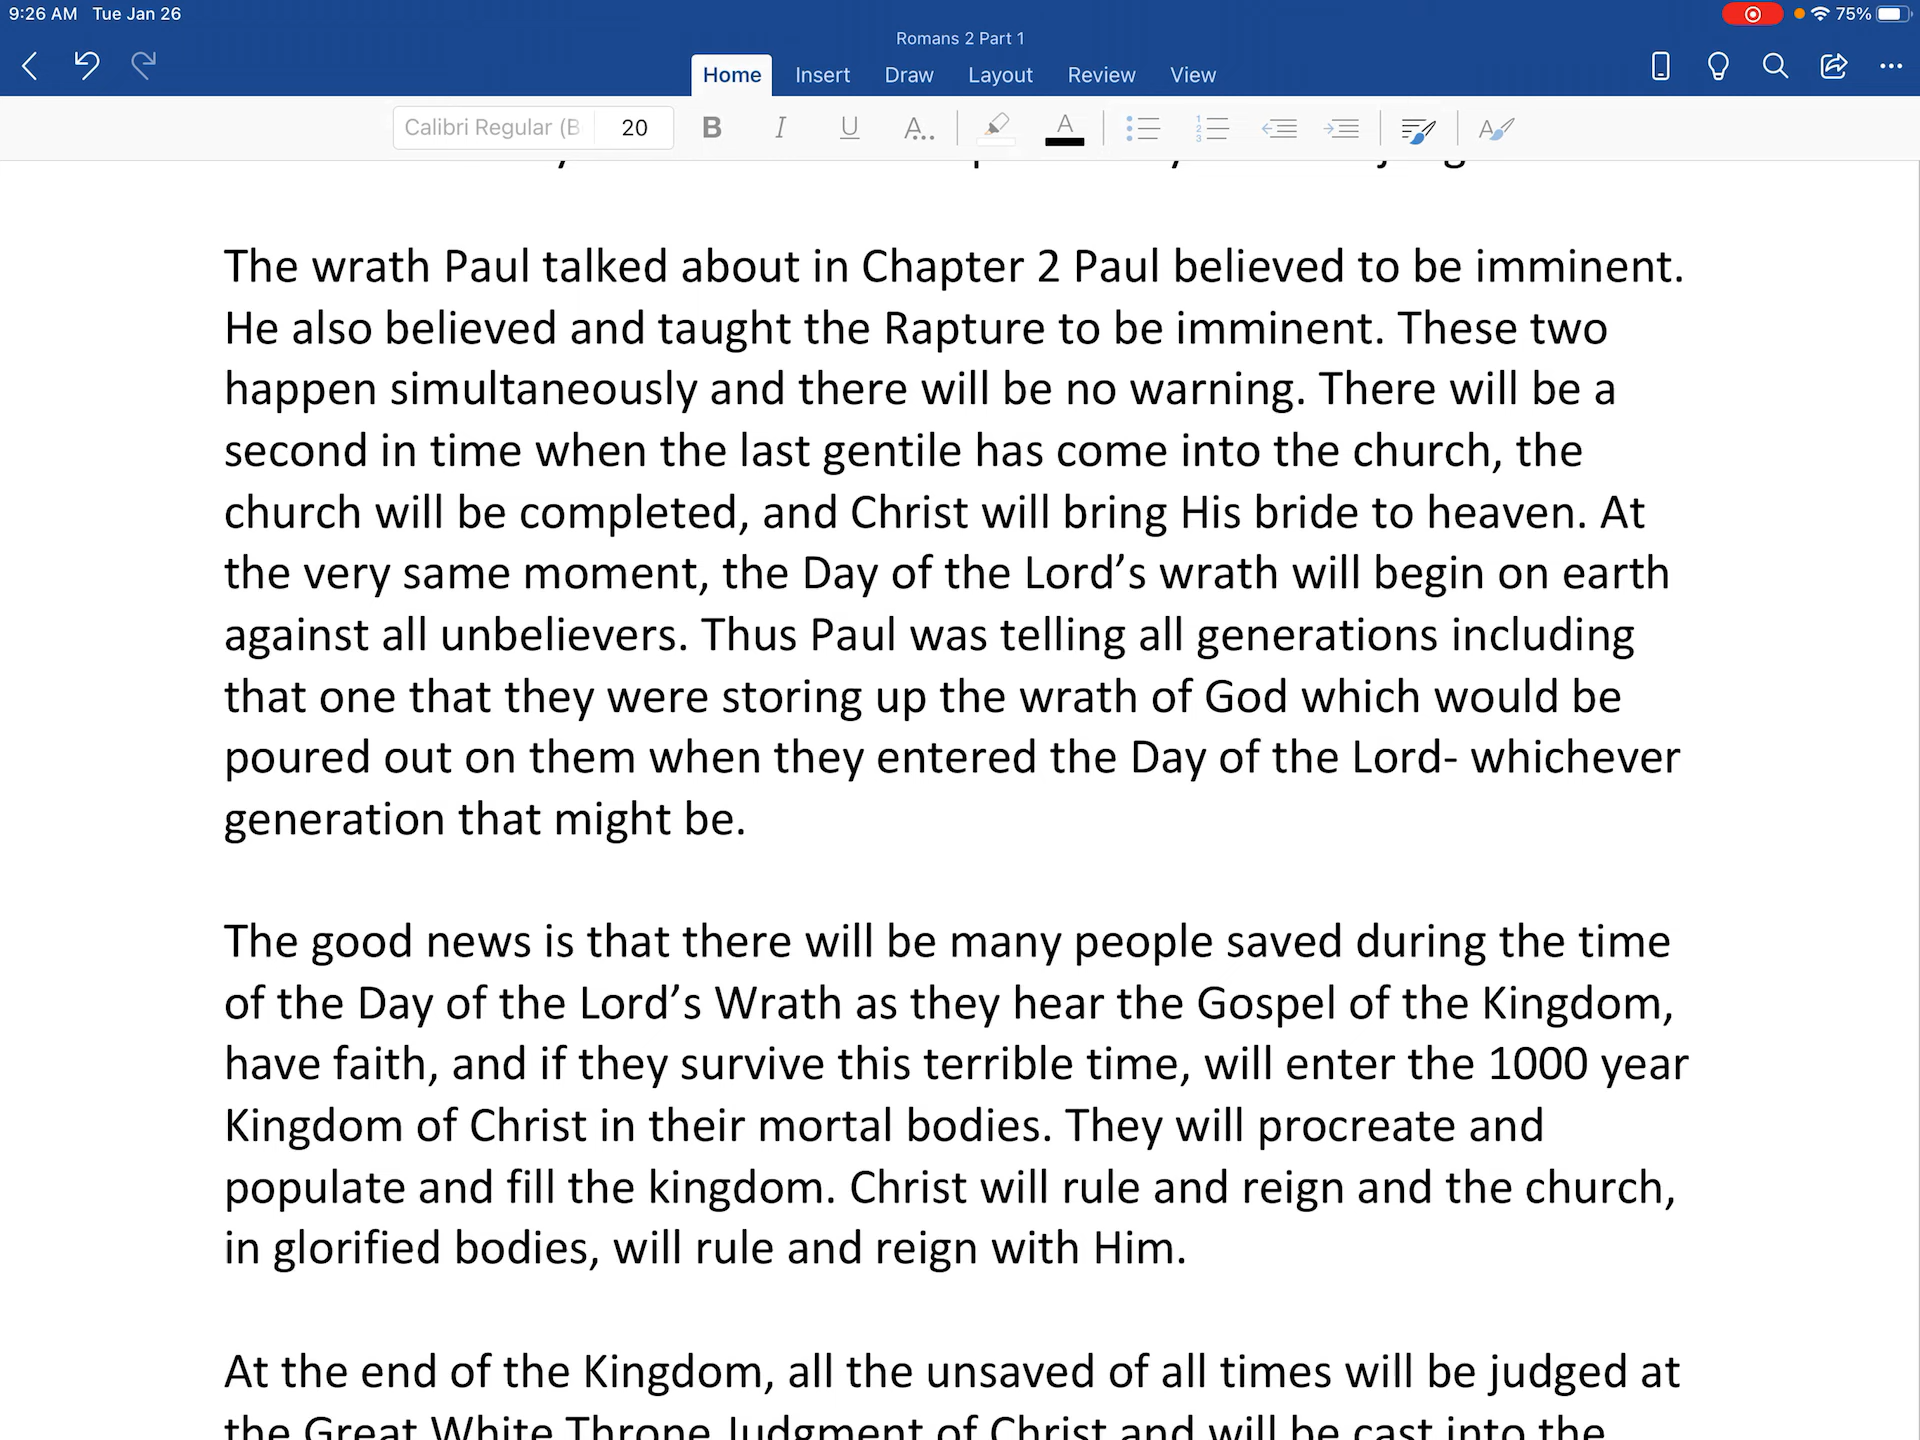 9:26 AM Tue Jan 26
75%
Romans 2 Part 1
Home Insert Draw Layout Review View
Calibri Regular (B 20 B I U A.. A A
The wrath Paul talked about in Chapter 2 Paul believed to be imminent.
He also believed and taught the Rapture to be imminent. These two
happen simultaneously and there will be no warning. There will be a
second in time when the last gentile has come into the church, the
church will be completed, and Christ will bring His bride to heaven. At
the very same moment, the Day of the Lord’s wrath will begin on earth
against all unbelievers. Thus Paul was telling all generations including
that one that they were storing up the wrath of God which would be
poured out on them when they entered the Day of the Lord- whichever
generation that might be.
The good news is that there will be many people saved during the time
of the Day of the Lord’s Wrath as they hear the Gospel of the Kingdom,
have faith, and if they survive this terrible time, will enter the 1000 year
Kingdom of Christ in their mortal bodies. They will procreate and
populate and fill the kingdom. Christ will rule and reign and the church,
in glorified bodies, will rule and reign with Him.
At the end of the Kingdom, all the unsaved of all times will be judged at
the Great White Throne Judgment of Christ and will be cast into the